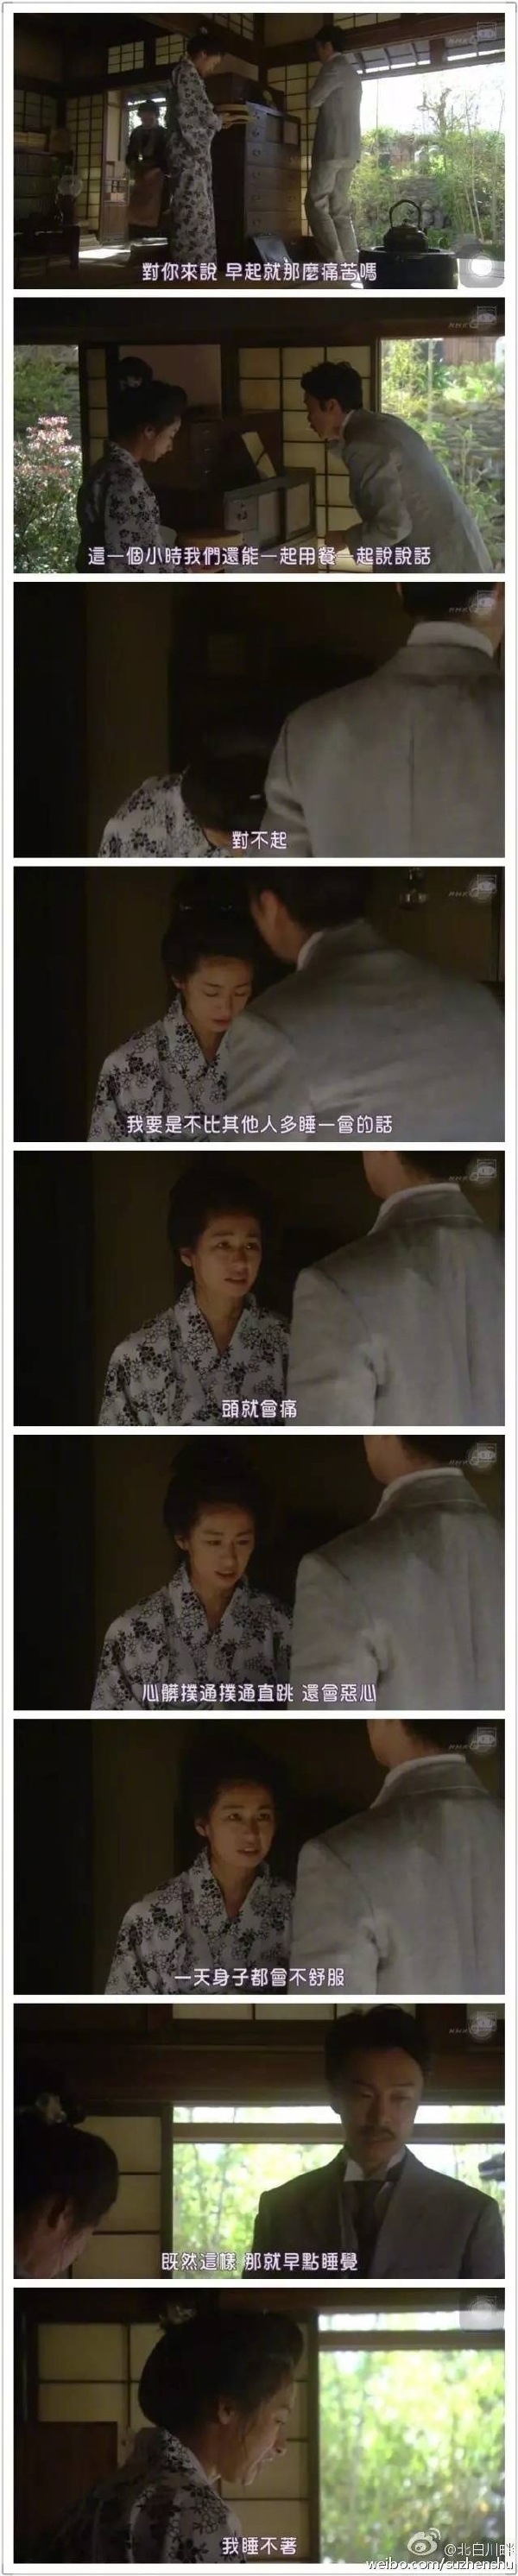 對你來說 早起就那麼痛苦嗎
這一個小時我們還能一起用餐一起說說話
對不起
我要是不比其他人多睡一會的話
頭就會痛
心髒撲通撲通直跳 還會惡心
一天身子都會不舒服
既然這樣 那就早點睡覺
我睡不著
@北白川畔
weibo.com/suzhenshu